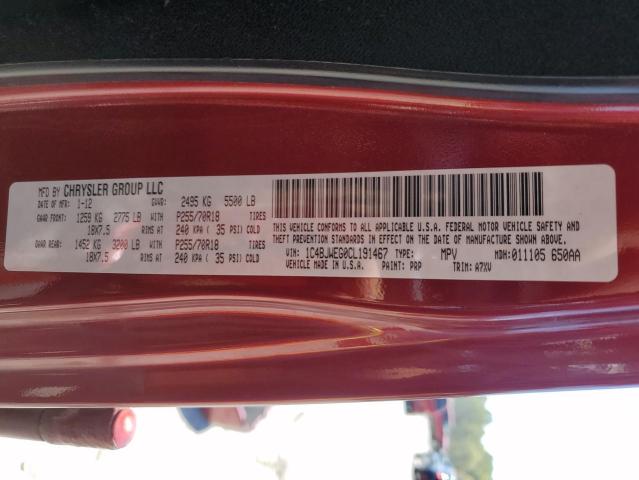 MFD BY CHRYSLER GROUP LLC
DATE OF MFR: 1-12 GVWR: 2495 KG 5500 LB
GAWR FRONT: 1259 KG 2775 LB WITH P255/70R18 TIRES
18X7.5 RIMS AT 240 KPA ( 35 PSI) COLD
GAWR REAR: 1452 KG 3200 LB WITH P255/70R18 TIRES
18X7.5 RIMS AT 240 KPA ( 35 PSI) COLD
THIS VEHICLE CONFORMS TO ALL APPLICABLE U.S.A. FEDERAL MOTOR VEHICLE SAFETY AND
THEFT PREVENTION STANDARDS IN EFFECT ON THE DATE OF MANUFACTURE SHOWN ABOVE.
VIN: 1C4BJWEG0CL191467 TYPE: MPV MDH: 011105 650AA
VEHICLE MADE IN U.S.A. PAINT: PRP TRIM: A7XV